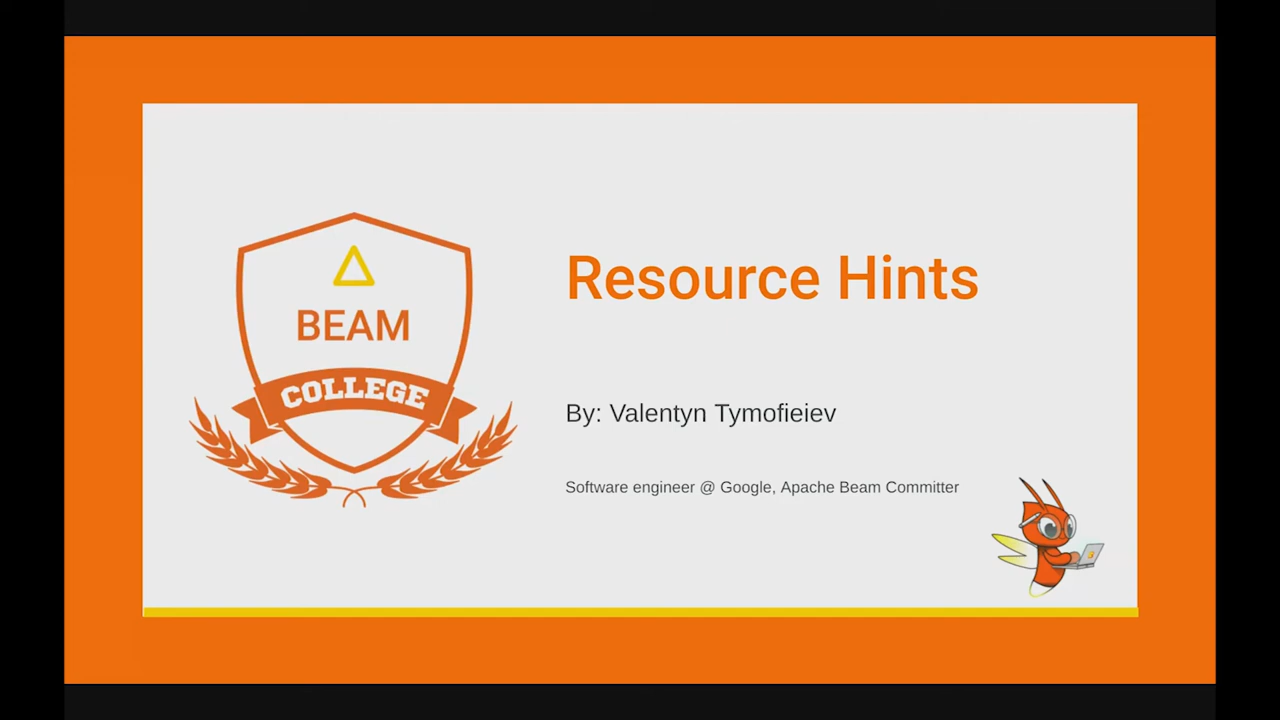 BEAM
COLLEGE
Resource Hints
By: Valentyn Tymofieiev
Software engineer @ Google, Apache Beam Committer